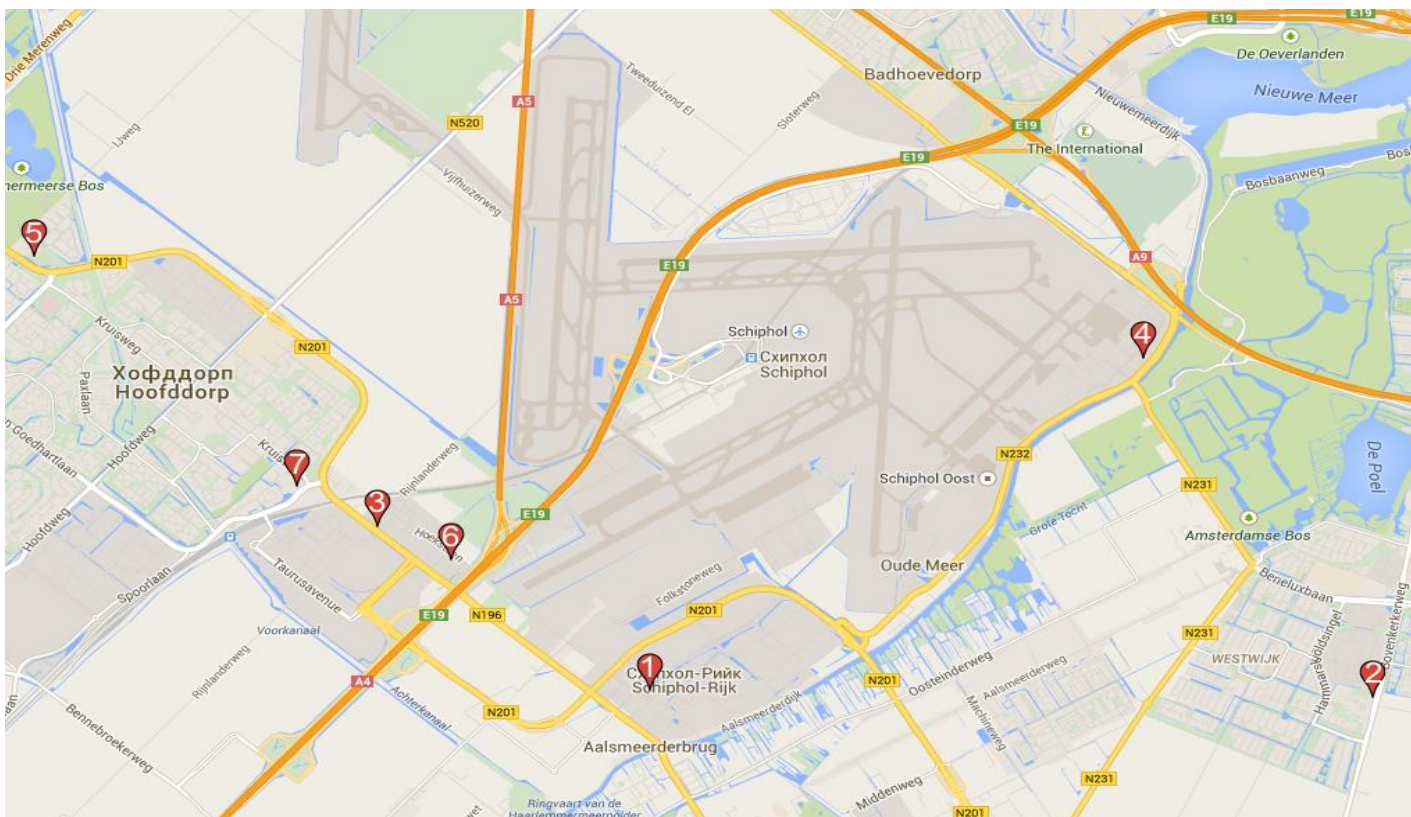 E19
E19
De Oeverlanden
Drie Merenweg
Badhoevedorp
Tweeduizend El
Nieuwe Meer
A5
Sloterweg
Nieuwemeerdijk
IJweg
N520
E19
The International
E19
Bosbaanweg
Vijfhuizerweg
nermeerse Bos
5
N201
E19
A9
A5
Schiphol
4
Kruisweg
N201
Схипхол
Schiphol
Хофддорп
Hoofddorp
Paxlaan
Hoofdweg
n Goedhartlaan
7
Rijnlanderweg
N232
De Poel
Schiphol Oost
N231
3
E19
Grote-Tocht
Hoofdweg
6
Amsterdamse Bos
Oude Meer
Taurusavenue
Spoorlaan
Folkstoneweg
Beneluxbaan
N201
E19
N196
Voorkanaal
Bovenkerkerweg
N231
Rijnlanderweg
1
WESTWIJK
2
Схипхол-Рийк
Schiphol-Rijk
Oosteinderweg
Aalsmeerderweg
A4
N201
Achterkanaal
N201
Aalsmeerderdijk
Machineweg
Bennebroekerweg
Aalsmeerderbrug
N231
Middenweg
Ringvaart van de
Haarlemmermeerpolder
N201